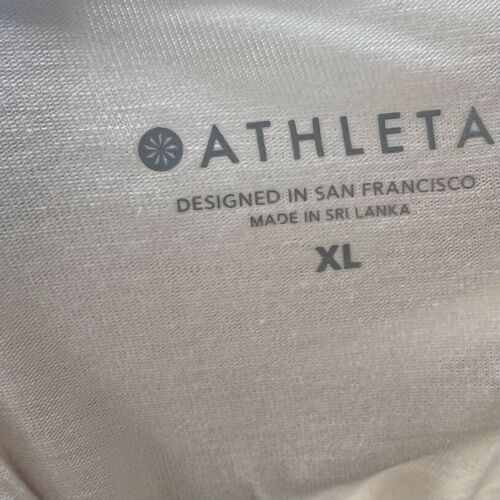 ATHLETA
DESIGNED IN SAN FRANCISCO
MADE IN SRI LANKA
XL